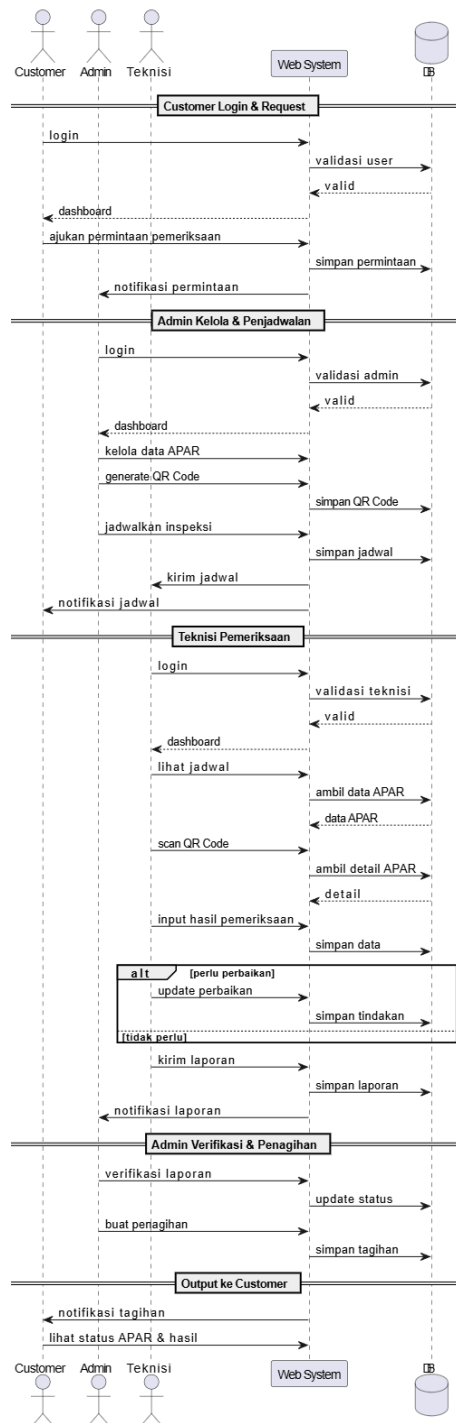 Customer Admin Teknisi Web System DB
Customer Login & Request
login
validasi user
valid
dashboard
ajukan permintaan pemeriksaan
simpan permintaan
notifikasi permintaan
Admin Kelola & Penjadwalan
login
validasi admin
valid
dashboard
kelola data APAR
generate QR Code
simpan QR Code
jadwalkan inspeksi
simpan jadwal
kirim jadwal
notifikasi jadwal
Teknisi Pemeriksaan
login
validasi teknisi
valid
dashboard
lihat jadwal
ambil data APAR
data APAR
scan QR Code
ambil detail APAR
detail
input hasil pemeriksaan
simpan data
alt [perlu perbaikan]
update perbaikan
simpan tindakan
[tidak perlu]
kirim laporan
simpan laporan
notifikasi laporan
Admin Verifikasi & Penagihan
verifikasi laporan
update status
buat penagihan
simpan tagihan
Output ke Customer
notifikasi tagihan
lihat status APAR & hasil
Customer Admin Teknisi Web System DB